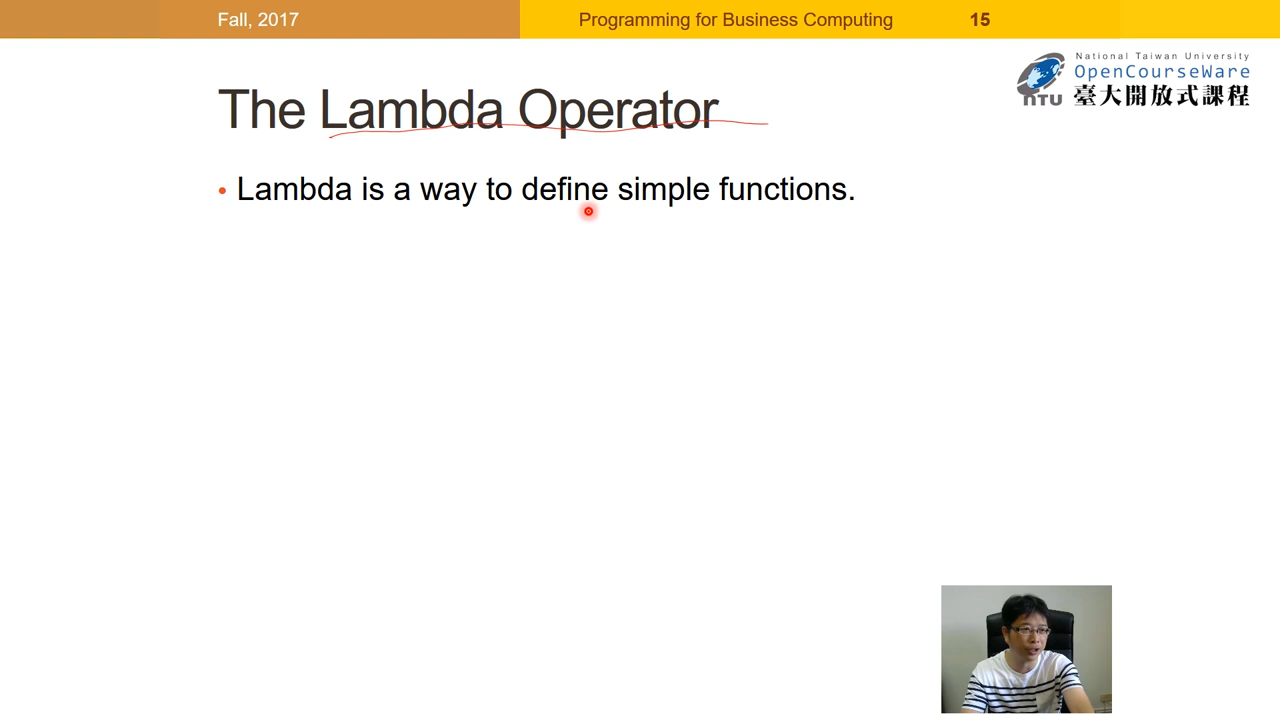 Fall, 2017
Programming for Business Computing
15
National Taiwan University
OpenCourseWare
臺大開放式課程
NTU
The Lambda Operator
• Lambda is a way to define simple functions.